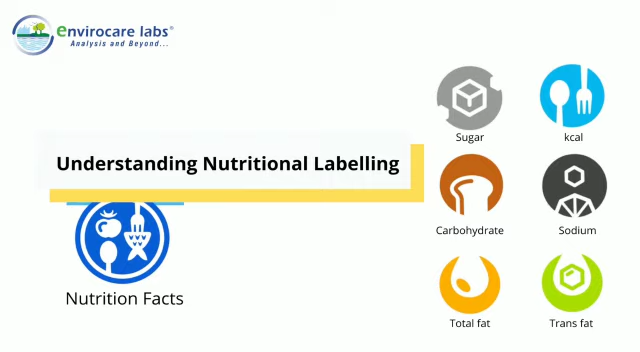 envirocare labs®
Analysis and Beyond...
Understanding Nutritional Labelling
Nutrition Facts
Sugar
kcal
Carbohydrate
Sodium
Total fat
Trans fat